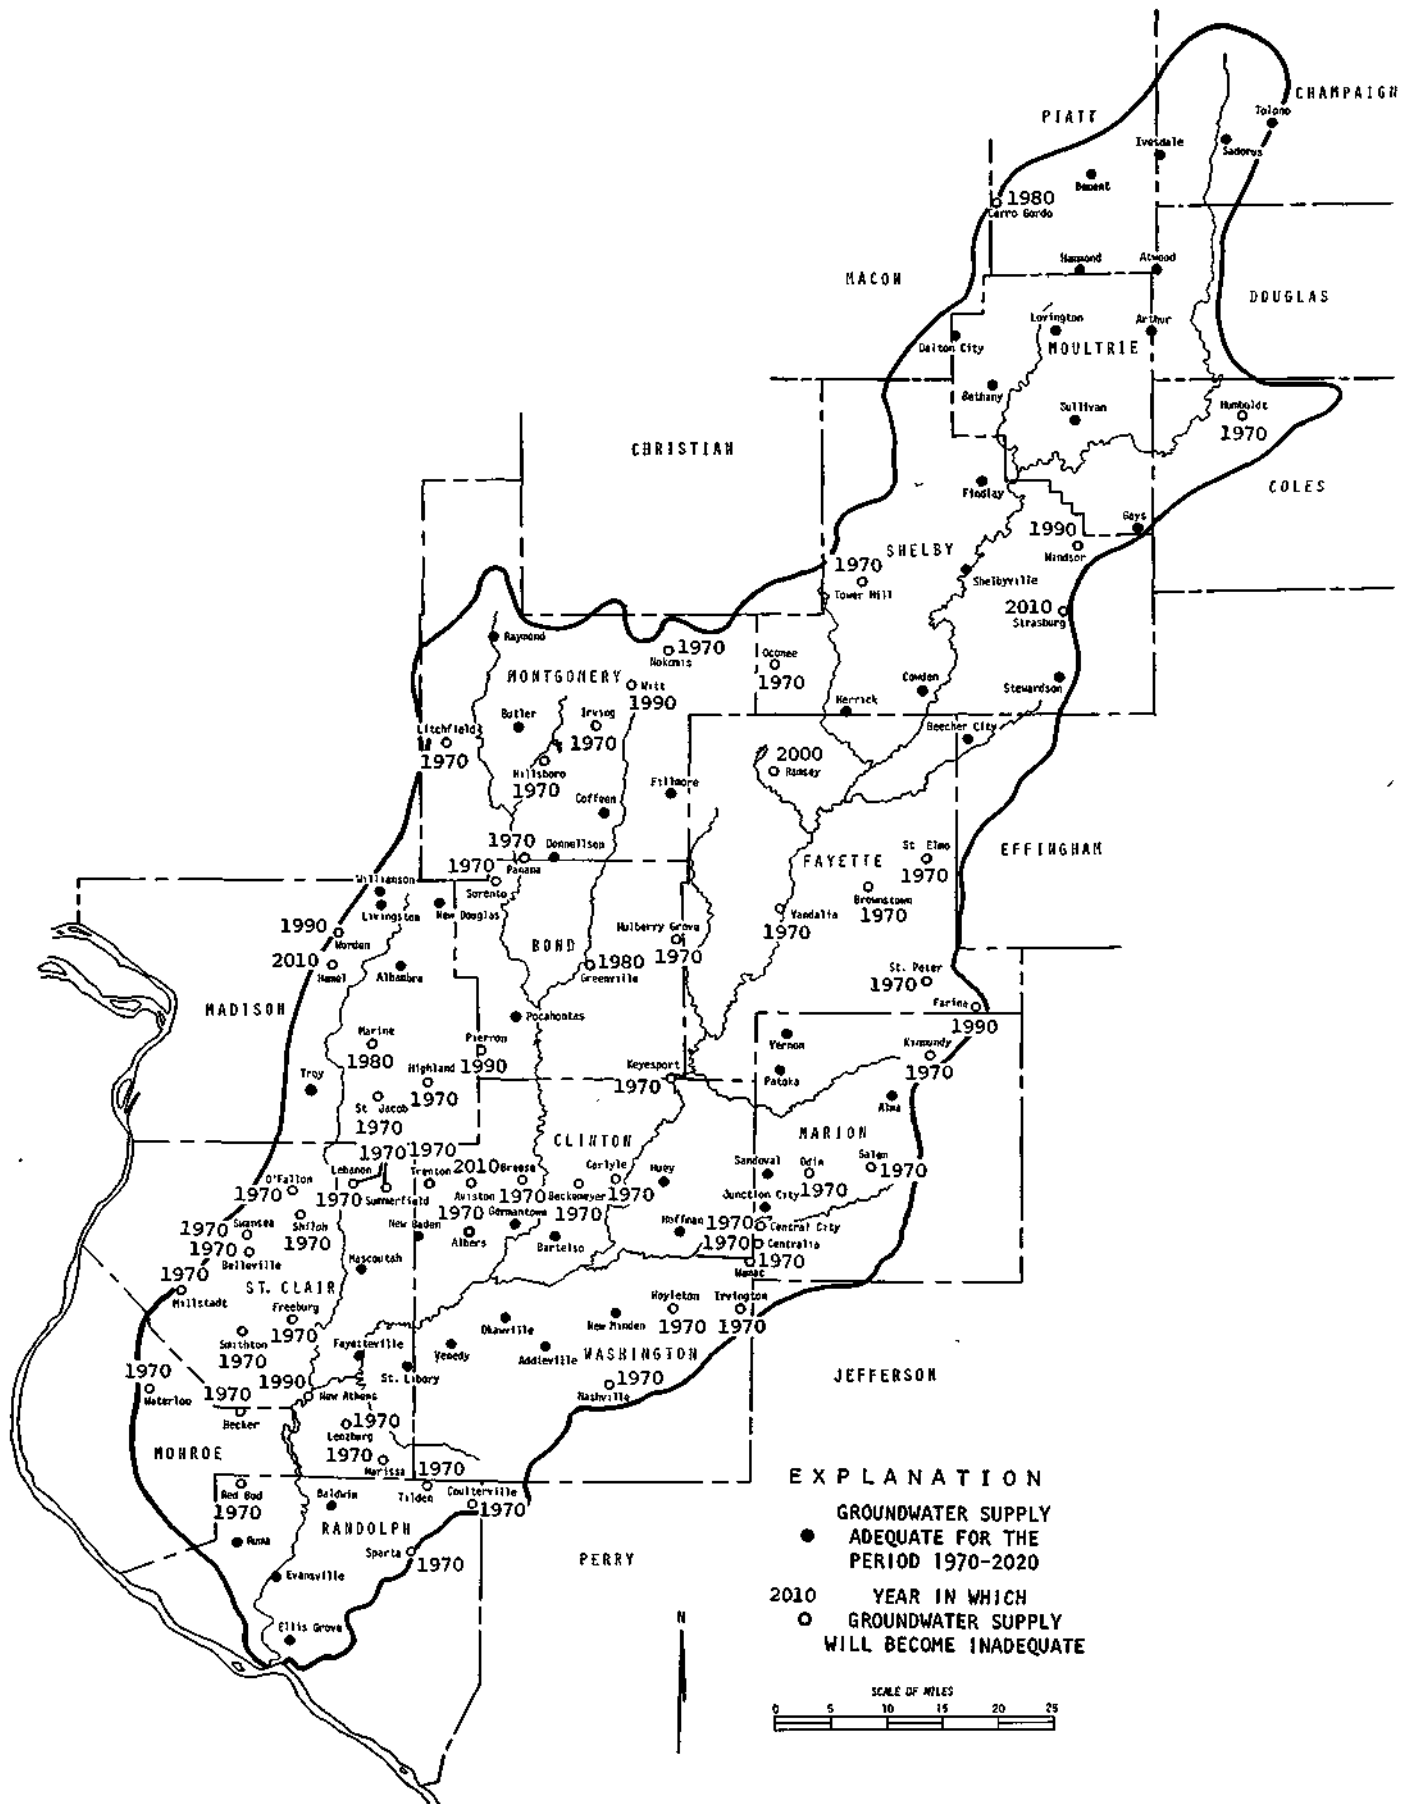 CHAMPAIGN
PIATT
Tolono
Ivesdale
Sadorus
Bement
1980
Cerro Gordo
Hammond
Atwood
MACON
DOUGLAS
Lovington
Arthur
Dalton City
MOULTRIE
Bethany
Sullivan
Humboldt
1970
CHRISTIAN
COLES
Findlay
Gays
1990
Windsor
SHELBY
1970
Tower Hill
Shelbyville
2010
Strasburg
Raymond
1970
Nokomis
Oconee
1970
MONTGOMERY
Witt
1990
Cowden
Stewardson
Herrick
Butler
Irving
1970
Litchfield
1970
Beecher City
2000
Ramsey
Hillsboro
1970
Fillmore
Coffeen
1970
Panama
Donnellson
FAYETTE
St Elmo
1970
EFFINGHAM
1970
Sorento
Williamson
Livingston
New Douglas
Brownstown
1970
Vandalia
1970
1990
Worden
Mulberry Grove
1970
BOND
2010
Hamel
Alhambra
1980
Greenville
St. Peter
1970
MADISON
Farina
1990
Pocahontas
Marine
1980
Pierron
1990
Vernon
Kinmundy
1970
Keyesport
1970
Patoka
Troy
Highland
1970
Alma
St Jacob
1970
CLINTON
MARION
1970
1970
Lebanon
1970
Summerfield
Trenton
2010
Aviston
1970
Breese
1970
Beckemeyer
1970
Carlyle
1970
Huey
Sandoval
Odin
1970
Salem
1970
O'Fallon
1970
Shiloh
1970
Junction City
1970
Swansea
1970
Belleville
New Baden
Albers
Germantown
Bartelso
Hoffman
1970
Central City
1970
Centralia
1970
Wamac
Mascoutah
1970
Millstadt
ST. CLAIR
Freeburg
1970
Smithton
1970
Hoyleton
1970
Irvington
1970
Okawville
New Minden
Fayetteville
Venedy
Addieville
WASHINGTON
St. Libory
JEFFERSON
1970
Waterloo
1970
Hecker
1990
New Athens
1970
Nashville
1970
Lenzburg
1970
Marissa
MONROE
1970
Tilden
Red Bud
1970
Baldwin
Coulterville
1970
Ruma
RANDOLPH
Sparta
1970
PERRY
Evansville
Ellis Grove
EXPLANATION
GROUNDWATER SUPPLY
ADEQUATE FOR THE
PERIOD 1970-2020
2010 YEAR IN WHICH
GROUNDWATER SUPPLY
WILL BECOME INADEQUATE
N
SCALE OF MILES
0 5 10 15 20 25